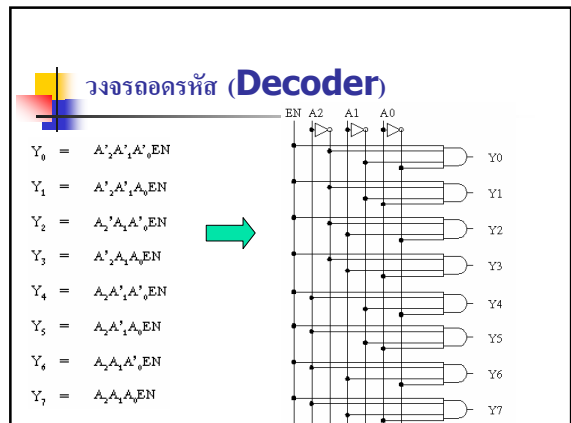 วงจรถอดรหัส (Decoder)
EN A2 A1 A0
Y₀ = A'₂A'₁A'₀EN
Y₁ = A'₂A'₁A₀EN
Y₂ = A₂'A₁A'₀EN
Y₃ = A'₂A₁A₀EN
Y₄ = A₂A'₁A'₀EN
Y₅ = A₂A'₁A₀EN
Y₆ = A₂A₁A'₀EN
Y₇ = A₂A₁A₀EN
Y0
Y1
Y2
Y3
Y4
Y5
Y6
Y7